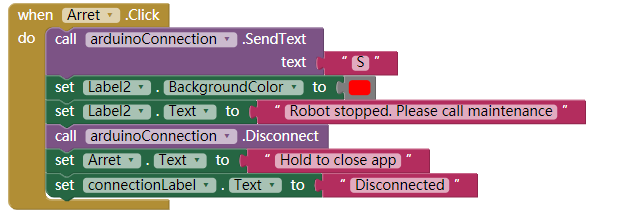 when Arret .Click
do call arduinoConnection .SendText
text " S "
set Label2 . BackgroundColor to
set Label2 . Text to " Robot stopped. Please call maintenance "
call arduinoConnection .Disconnect
set Arret . Text to " Hold to close app "
set connectionLabel . Text to " Disconnected "